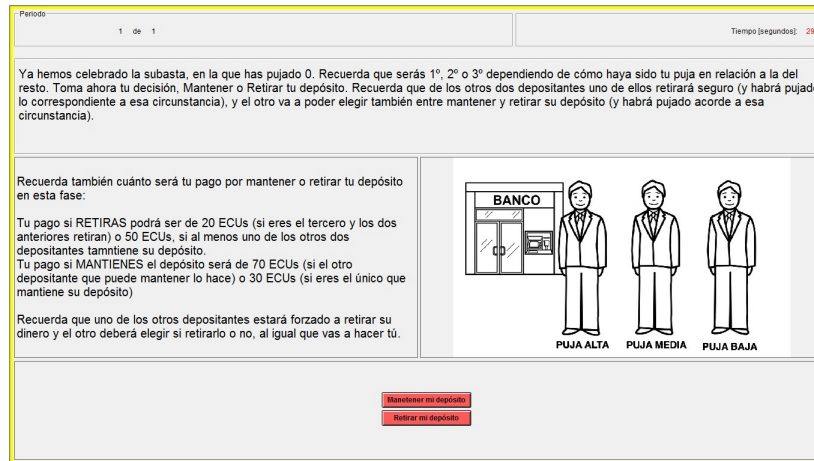 Periodo
1 de 1
Tiempo [segundos]: 29
Ya hemos celebrado la subasta, en la que has pujado 0. Recuerda que serás 1º, 2º o 3º dependiendo de cómo haya sido tu puja en relación a la del
resto. Toma ahora tu decisión, Mantener o Retirar tu depósito. Recuerda que de los otros dos depositantes uno de ellos retirará seguro (y habrá pujado
lo correspondiente a esa circunstancia), y el otro va a poder elegir también entre mantener y retirar su depósito (y habrá pujado acorde a esa
circunstancia).
Recuerda también cuánto será tu pago por mantener o retirar tu depósito
en esta fase:
Tu pago si RETIRAS podrá ser de 20 ECUs (si eres el tercero y los dos
anteriores retiran) o 50 ECUs, si al menos uno de los otros dos
depositantes tamntiene su depósito.
Tu pago si MANTIENES el depósito será de 70 ECUs (si el otro
depositante que puede mantener lo hace) o 30 ECUs (si eres el único que
mantiene su depósito)
Recuerda que uno de los otros depositantes estará forzado a retirar su
dinero y el otro deberá elegir si retirarlo o no, al igual que vas a hacer tú.
BANCO
PUJA ALTA PUJA MEDIA PUJA BAJA
Manetener mi depósito
Retirar mi depósito